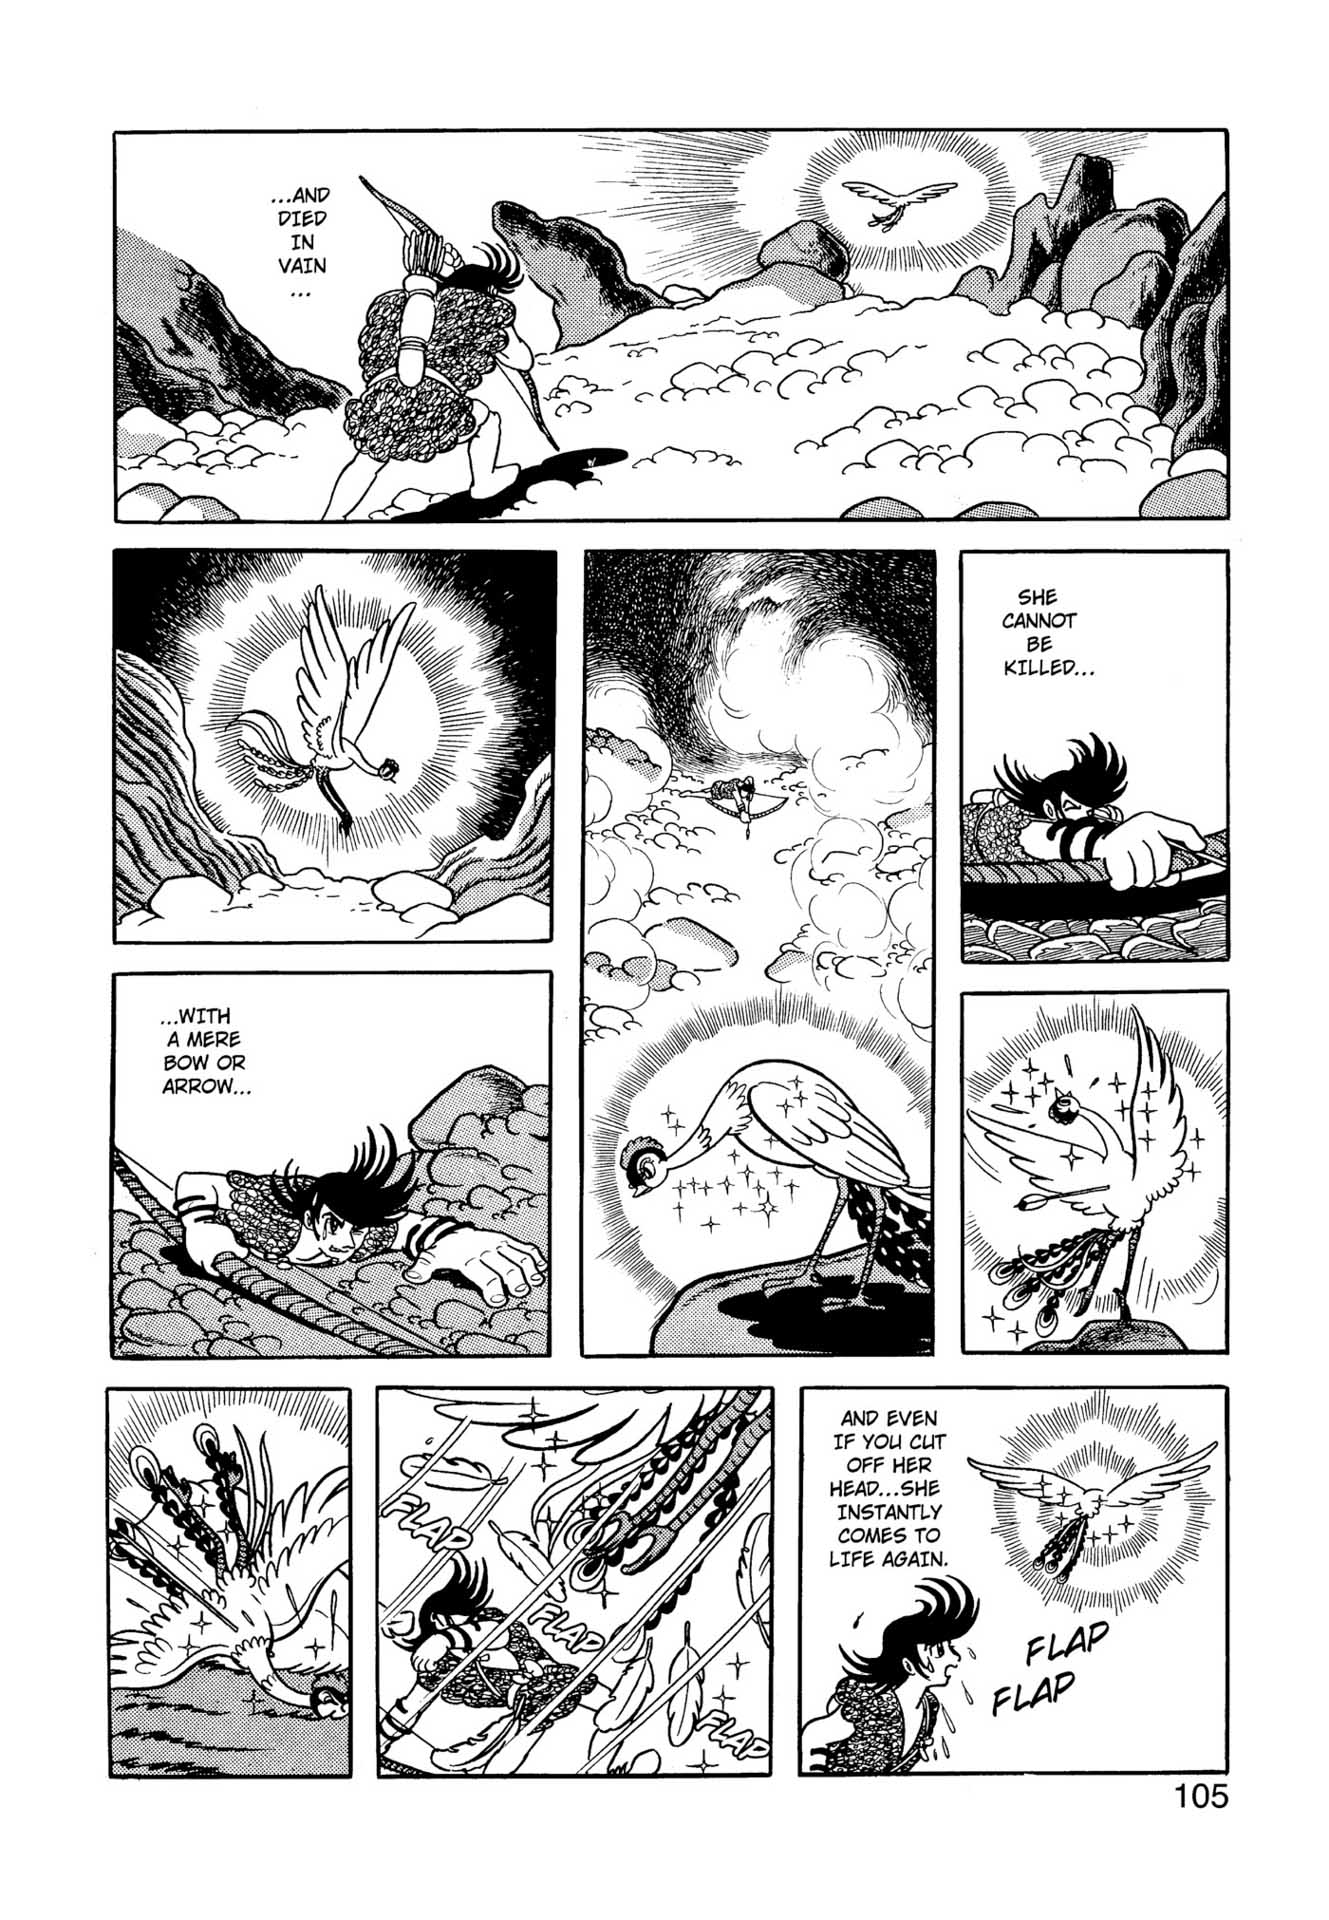 ...AND
DIED
IN
VAIN
...
SHE
CANNOT
BE
KILLED...
...WITH
A MERE
BOW OR
ARROW...
FLAP
FLAP
FLAP
AND EVEN
IF YOU CUT
OFF HER
HEAD...SHE
INSTANTLY
COMES TO
LIFE AGAIN.
FLAP
FLAP
105